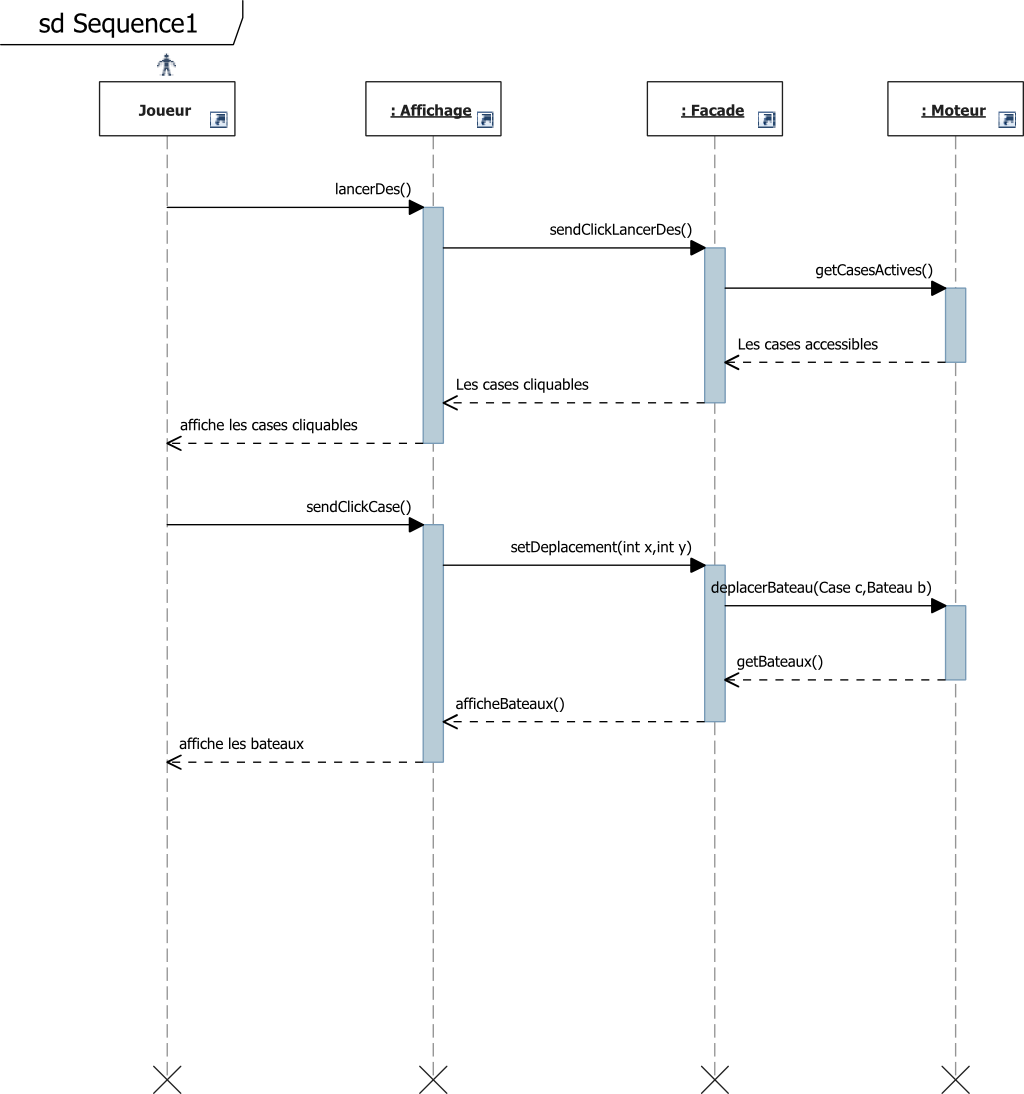 sd Sequence1
Joueur
: Affichage
: Facade
: Moteur
lancerDes()
sendClickLancerDes()
getCasesActives()
Les cases accessibles
Les cases cliquables
affiche les cases cliquables
sendClickCase()
setDeplacement(int x,int y)
deplacerBateau(Case c,Bateau b)
getBateaux()
afficheBateaux()
affiche les bateaux